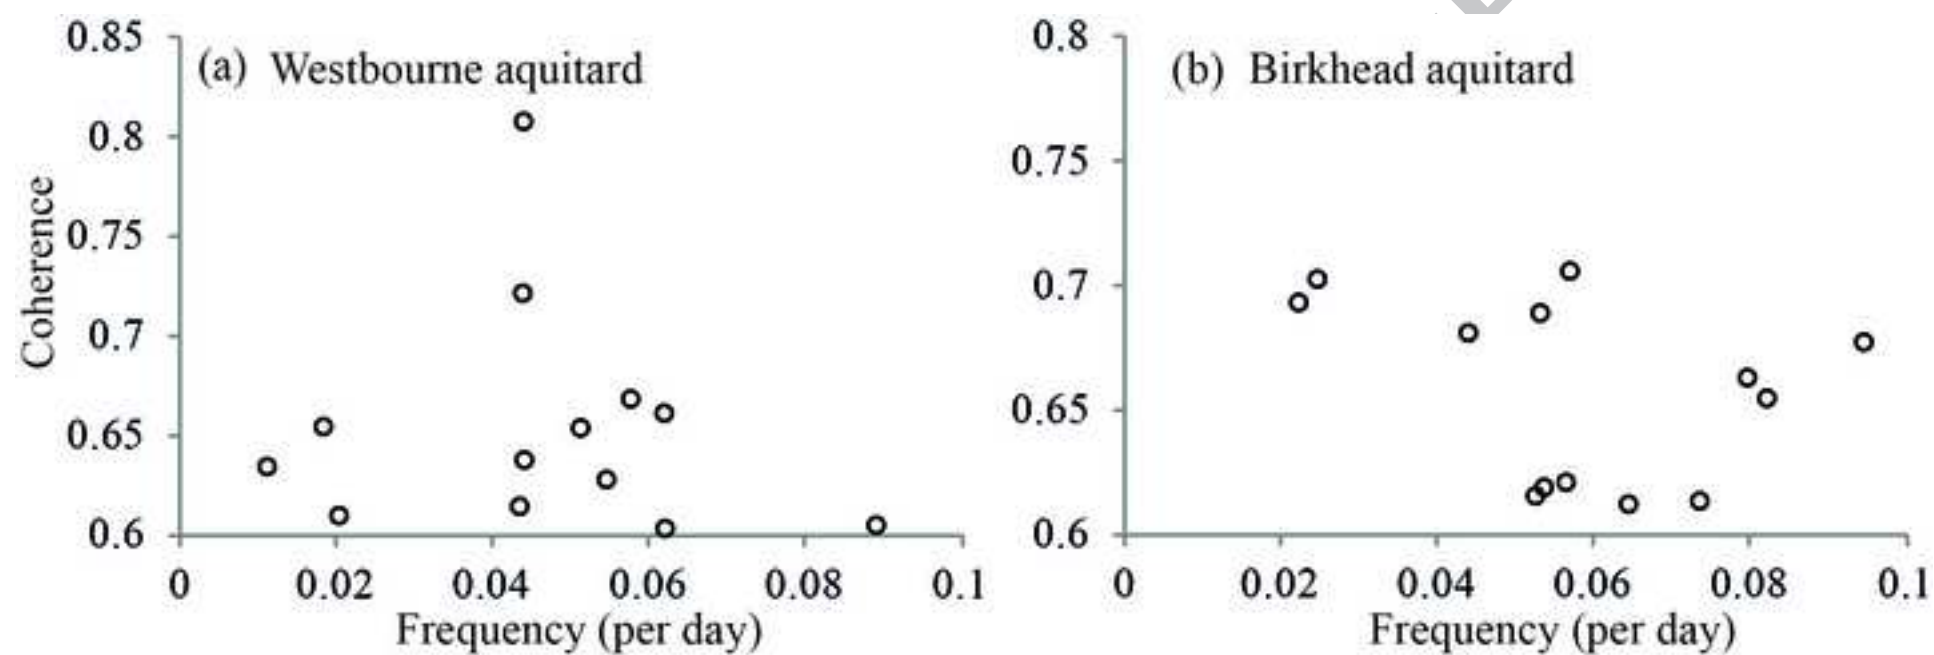 (a) Westbourne aquitard
0.85
0.8
0.75
0.7
0.65
0.6
Coherence
0 0.02 0.04 0.06 0.08 0.1
Frequency (per day)
(b) Birkhead aquitard
0.8
0.75
0.7
0.65
0.6
0 0.02 0.04 0.06 0.08 0.1
Frequency (per day)